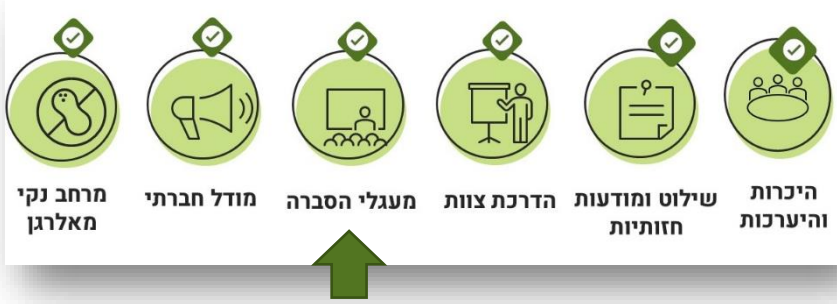 היכרות
והיערכות
שילוט ומודעות
חזותיות
הדרכת צוות
מעגלי הסברה
מודל חברתי
מרחב נקי
מאלרגן